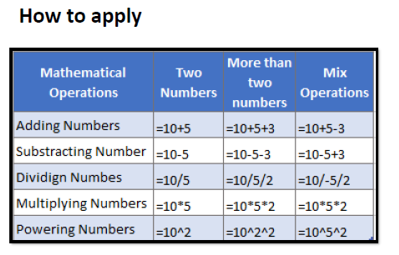 How to apply
Mathematical Operations	Two Numbers	More than two numbers	Mix Operations
Adding Numbers	=10+5	=10+5+3	=10+5-3
Substracting Number	=10-5	=10-5-3	=10-5+3
Dividign Numbes	=10/5	=10/5/2	=10/-5/2
Multiplying Numbers	=10*5	=10*5*2	=10*5*2
Powering Numbers	=10^2	=10^2^2	=10^5^2